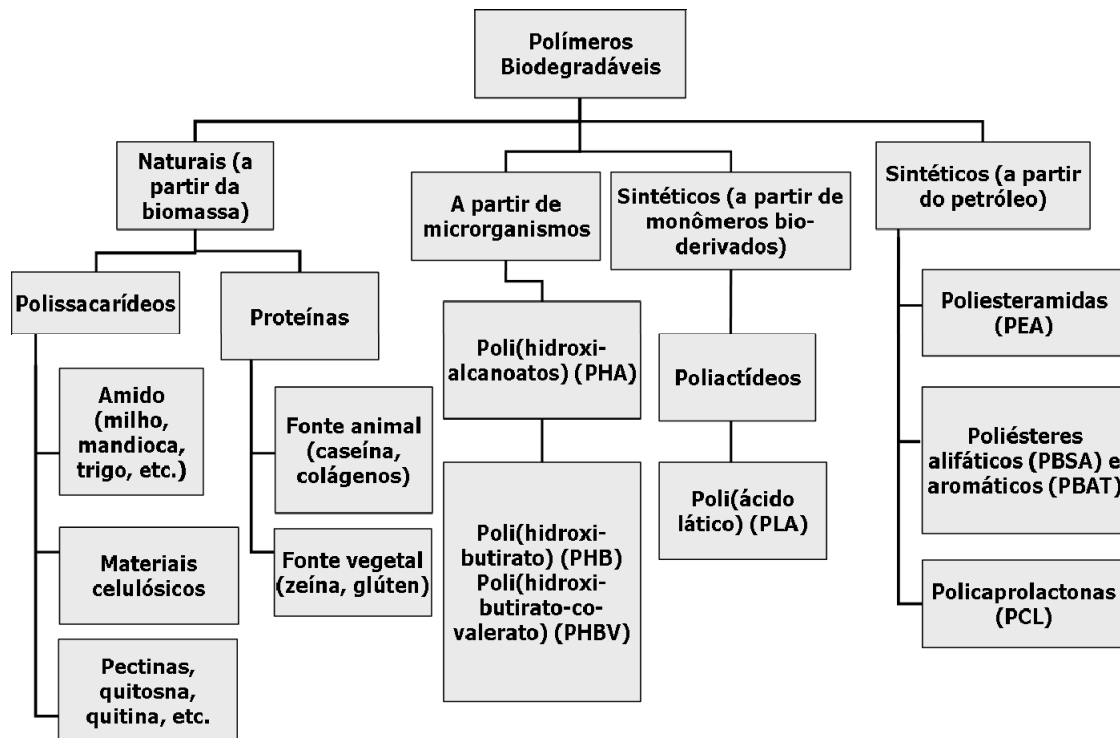 Polímeros
Biodegradáveis
Naturais (a
partir da
biomassa)
Polissacarídeos
Amido
(milho,
mandioca,
trigo, etc.)
Materiais
celulósicos
Pectinas,
quitosna,
quitina, etc.
Proteínas
Fonte animal
(caseína,
colágenos)
Fonte vegetal
(zeína, glúten)
A partir de
microrganismos
Poli(hidroxi-
alcanoatos) (PHA)
Poli(hidroxi-
butirato) (PHB)
Poli(hidroxi-
butirato-co-
valerato) (PHBV)
Sintéticos (a partir de
monômeros bio-
derivados)
Poliactídeos
Poli(ácido
lático) (PLA)
Sintéticos (a partir
do petróleo)
Poliesteramidas
(PEA)
Poliésteres
alifáticos (PBSA) e
aromáticos (PBAT)
Policaprolactonas
(PCL)